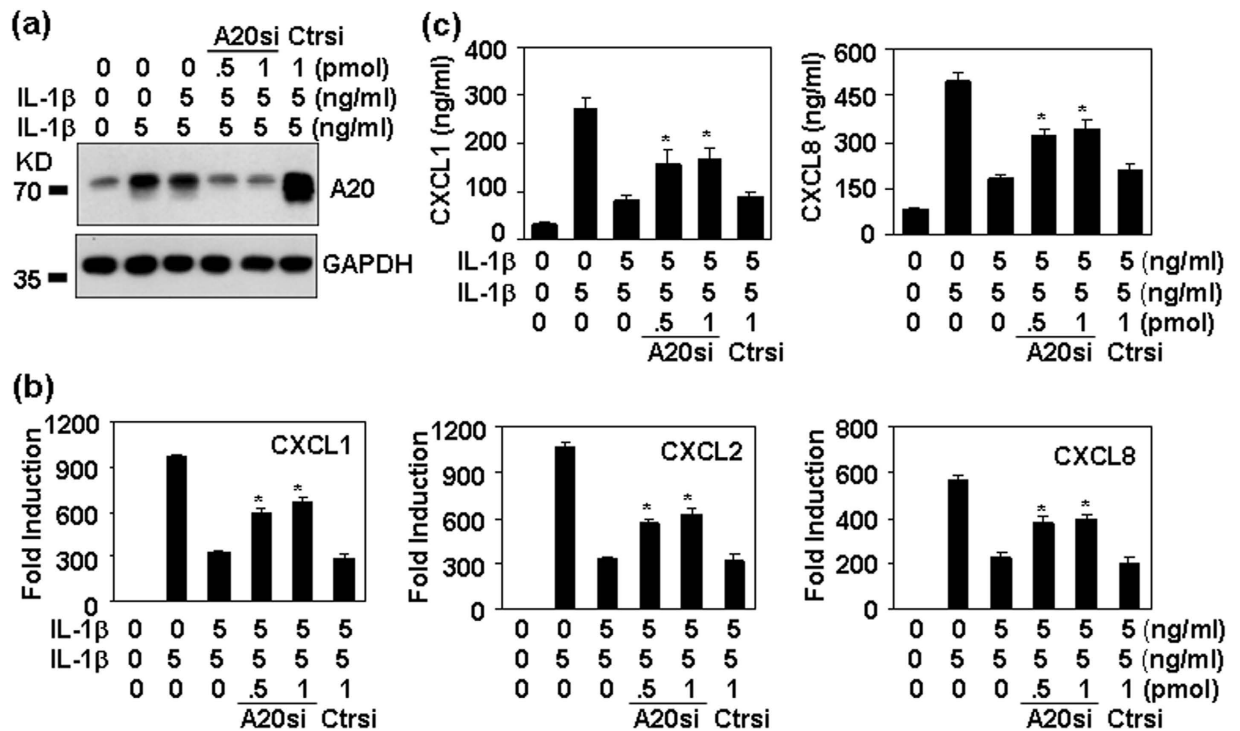 (a)
A20si Ctrsi
0 0 0 .5 1 1 (pmol)
IL-1β 0 0 5 5 5 5 (ng/ml)
IL-1β 0 5 5 5 5 5 (ng/ml)
KD
70
A20
35
GAPDH
(c)
CXCL1 (ng/ml)
400
300
200
100
0
* *
IL-1β 0 0 5 5 5 5
IL-1β 0 5 5 5 5 5
0 0 0 .5 1 1
A20si Ctrsi
CXCL8 (ng/ml)
600
450
300
150
0
* *
0 0 5 5 5 5 (ng/ml)
0 5 5 5 5 5 (ng/ml)
0 0 0 .5 1 1 (pmol)
A20si Ctrsi
(b)
Fold Induction
1200
900
600
300
0
CXCL1
* *
IL-1β 0 0 5 5 5 5
IL-1β 0 5 5 5 5 5
0 0 0 .5 1 1
A20si Ctrsi
Fold Induction
1200
900
600
300
0
CXCL2
* *
0 0 5 5 5 5
0 5 5 5 5 5
0 0 0 .5 1 1
A20si Ctrsi
Fold Induction
800
600
400
200
0
CXCL8
* *
0 0 5 5 5 5 (ng/ml)
0 5 5 5 5 5 (ng/ml)
0 0 0 .5 1 1 (pmol)
A20si Ctrsi